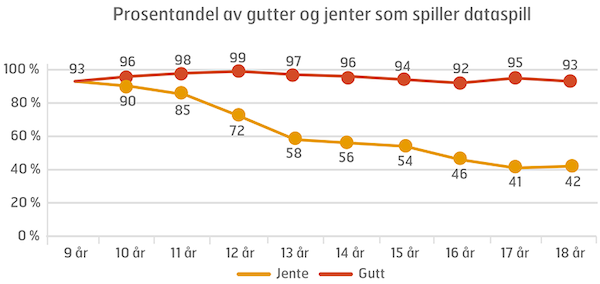 Prosentandel av gutter og jenter som spiller dataspill
93 96 98 99 97 96 94 92 95 93
100 %
90 85 72 58 56 54 46 41 42
80 %
60 %
40 %
20 %
0 %
9 år 10 år 11 år 12 år 13 år 14 år 15 år 16 år 17 år 18 år
Jente Gutt